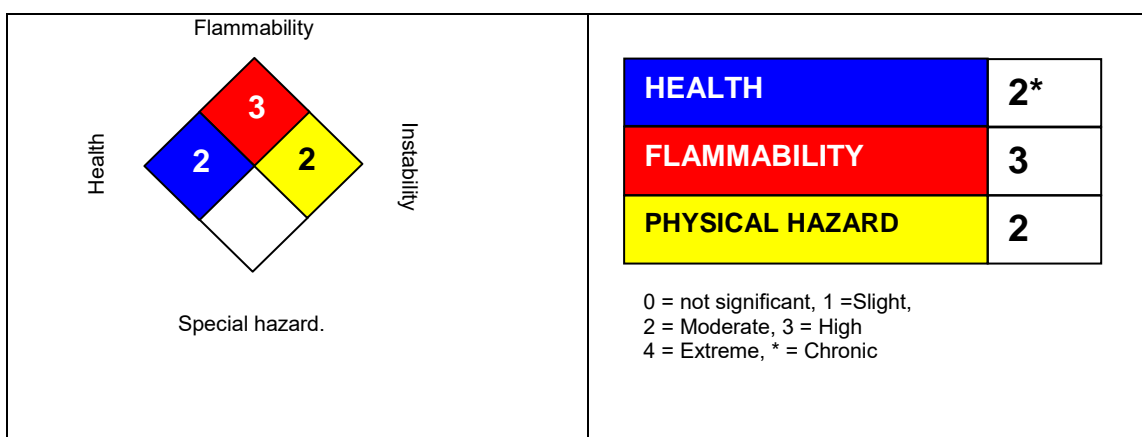 Flammability
3
Health
2
2
Instability
Special hazard.
HEALTH 2*
FLAMMABILITY 3
PHYSICAL HAZARD 2
0 = not significant, 1 =Slight,
2 = Moderate, 3 = High
4 = Extreme, * = Chronic